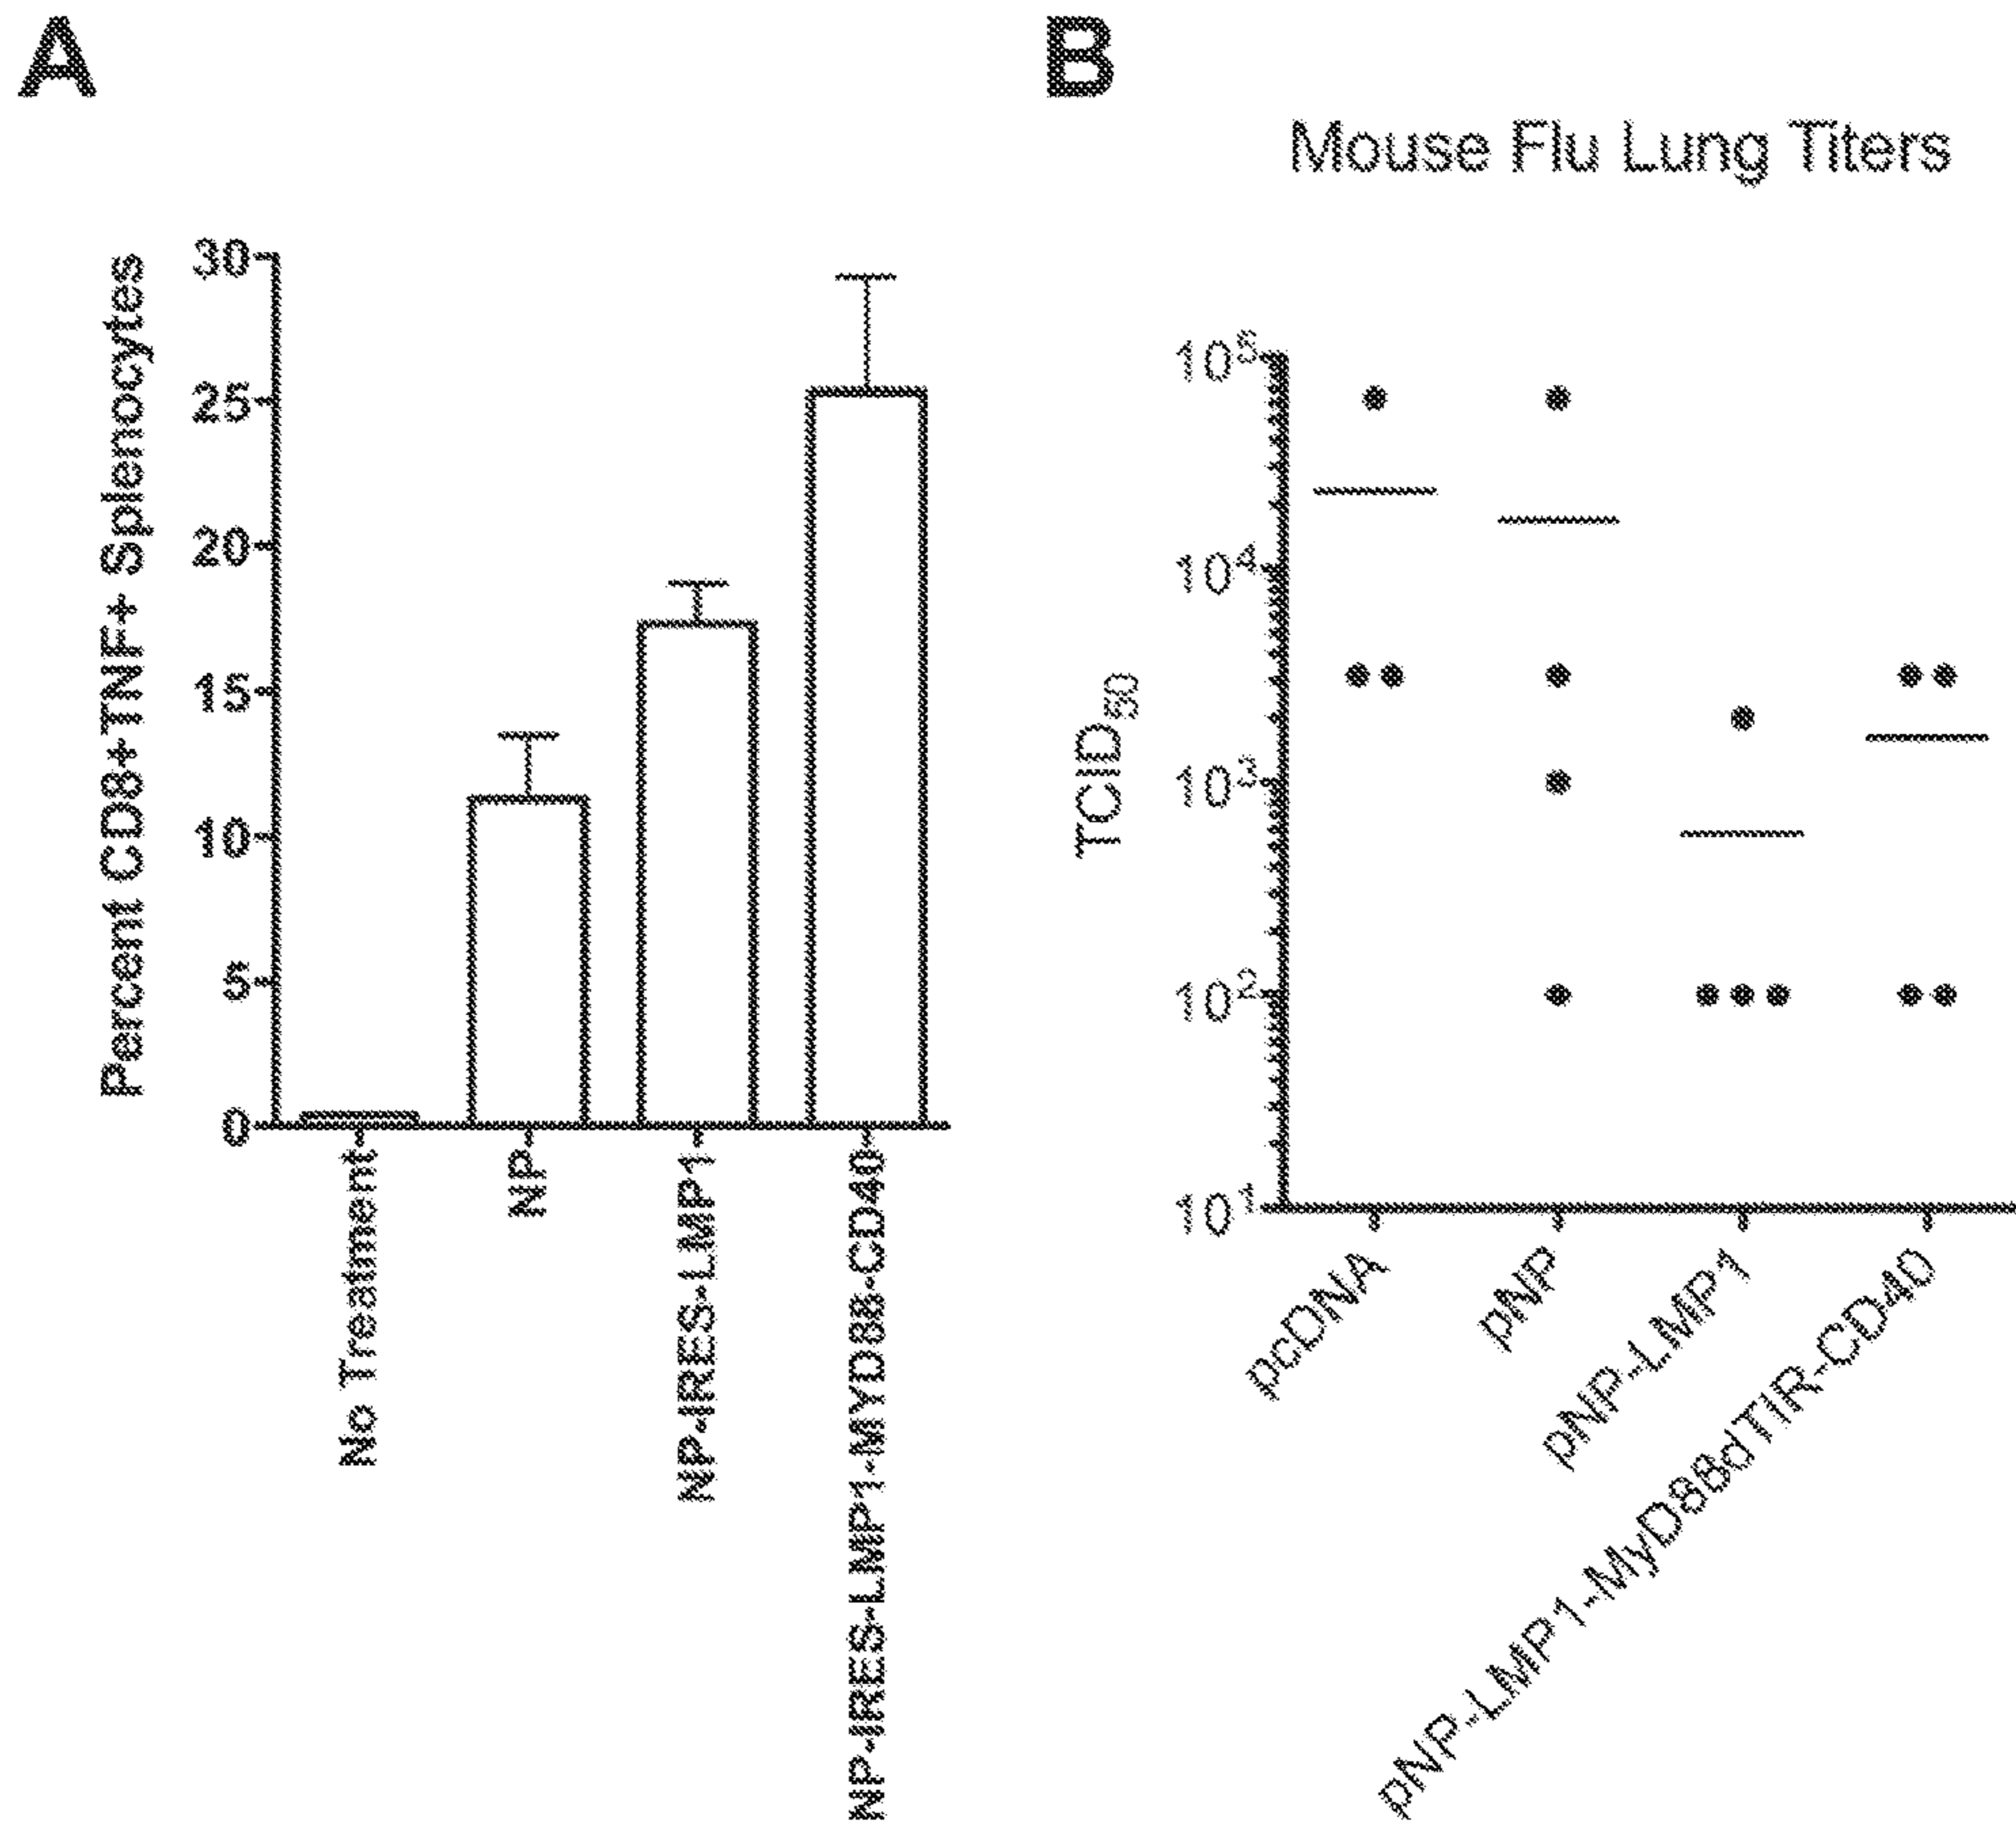 A
Percent CD8+TNF+ Splenocytes
30
25
20
15
10
5
0
No Treatment
NP
NP-IRES-LMP1
NP-IRES-LMP1-MYD88-CD40
B
Mouse Flu Lung Titers
TCID50
10^5
10^4
10^3
10^2
10^1
pcDNA
pNP
pNP-LMP1
pNP-LMP1-MyD88dTIR-CD40